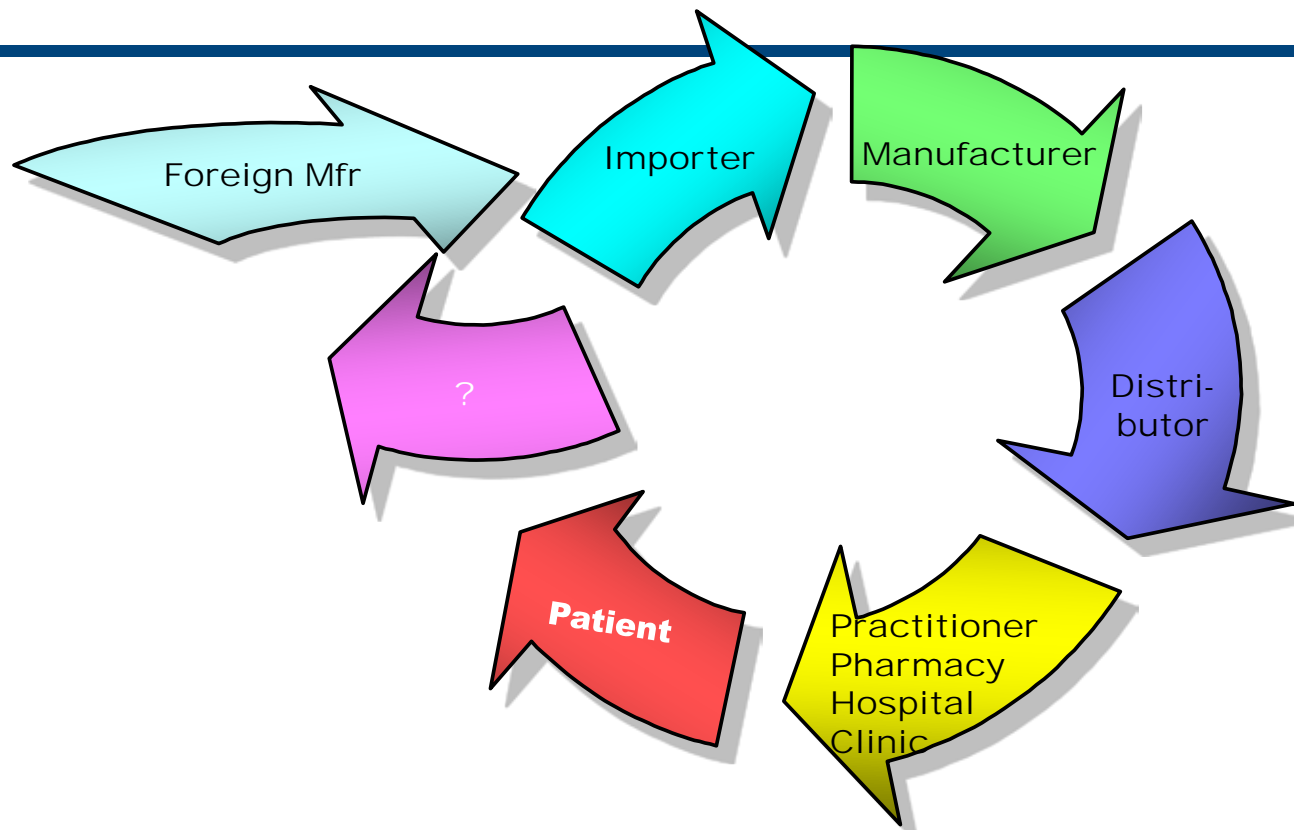 Foreign Mfr
Importer
Manufacturer
Distri-
butor
Practitioner
Pharmacy
Hospital
Clinic
Patient
?